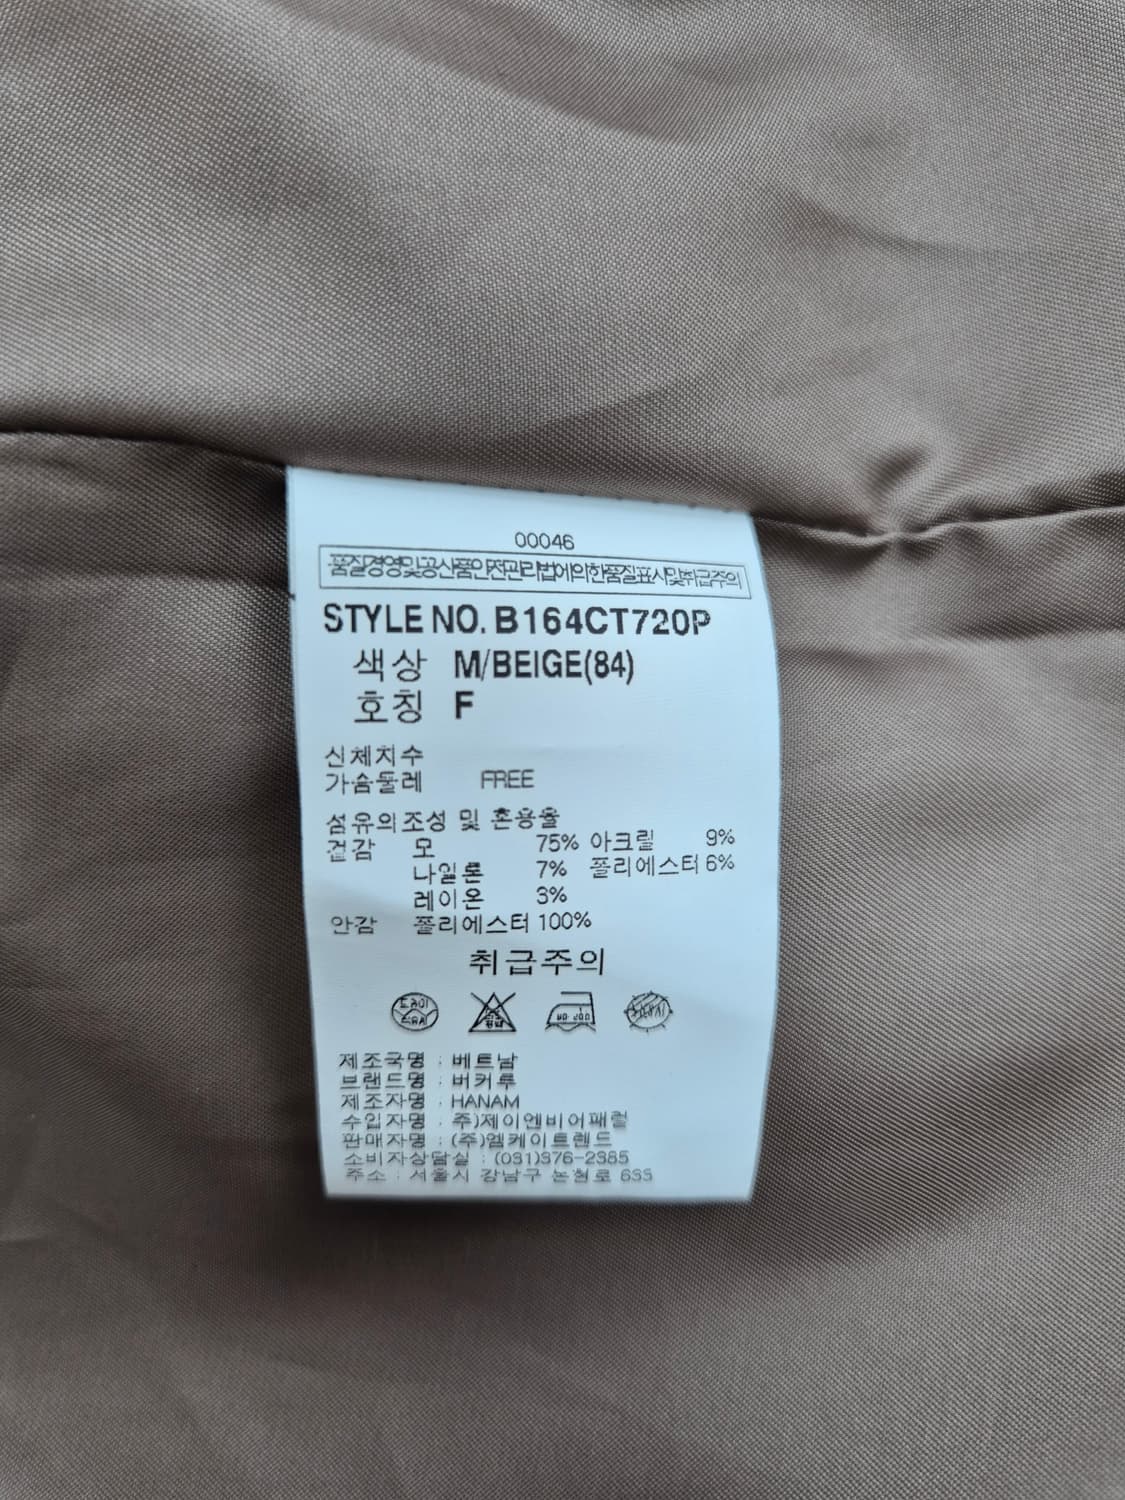 00046
품질경영및공산품안전관리법에의한품질표시및취급주의
STYLE NO. B164CT720P
색상 M/BEIGE(84)
호칭 F
신체치수
가슴둘레 FREE
섬유의조성 및 혼용율
겉감 모 75% 아크릴 9%
나일론 7% 폴리에스터 6%
레이온 3%
안감 폴리에스터 100%
취급주의
드라이
제조국명 : 베트남
브랜드명 : 버커루
제조자명 : HANAM
수입자명 : 주)제이엔비어패럴
판매자명 : (주)엠케이트렌드
소비자상담실 : (031)376-2385
주소 : 서울시 강남구 논현로 633